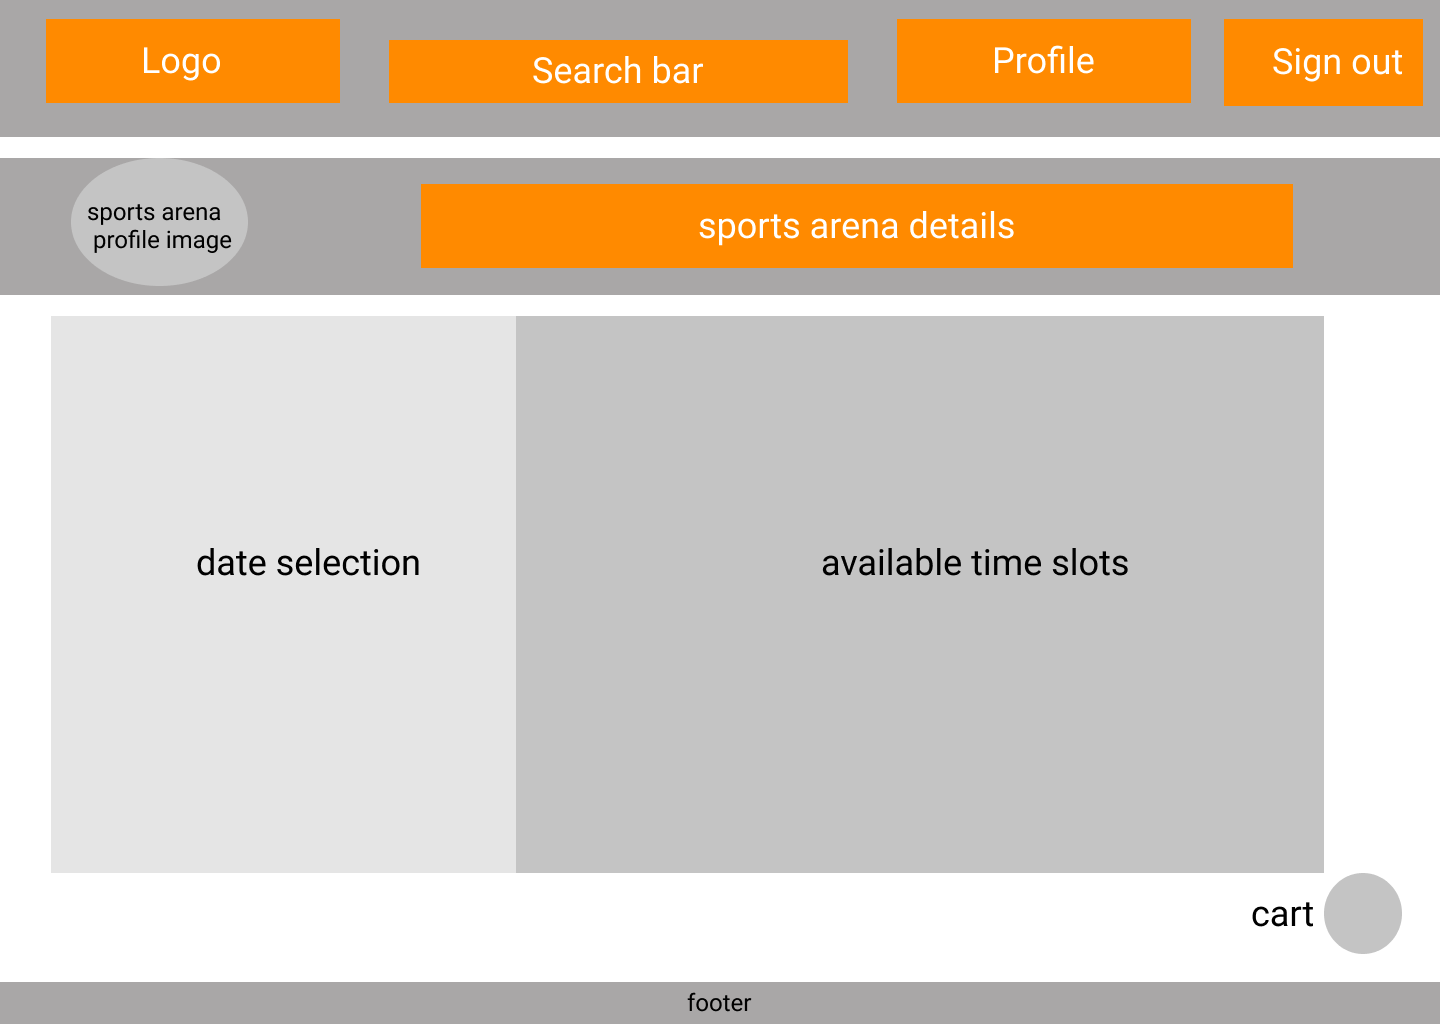 Logo
Search bar
Profile
Sign out
sports arena
profile image
sports arena details
date selection
available time slots
cart
footer